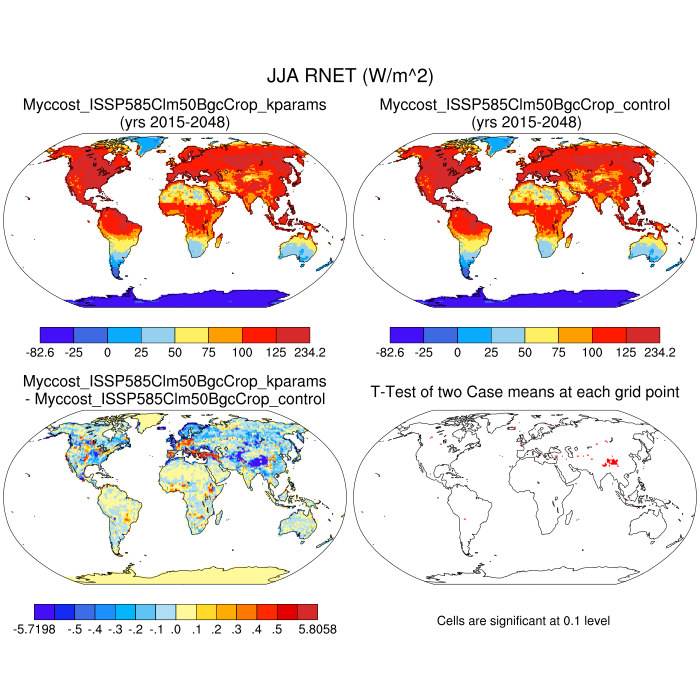 JJA RNET (W/m^2)
Myccost_ISSP585Clm50BgcCrop_kparams
(yrs 2015-2048)
Myccost_ISSP585Clm50BgcCrop_control
(yrs 2015-2048)
-82.6 -25 0 25 50 75 100 125 234.2
-82.6 -25 0 25 50 75 100 125 234.2
Myccost_ISSP585Clm50BgcCrop_kparams
- Myccost_ISSP585Clm50BgcCrop_control
T-Test of two Case means at each grid point
-5.7198 -.5 -.4 -.3 -.2 -.1 .0 .1 .2 .3 .4 .5 5.8058
Cells are significant at 0.1 level